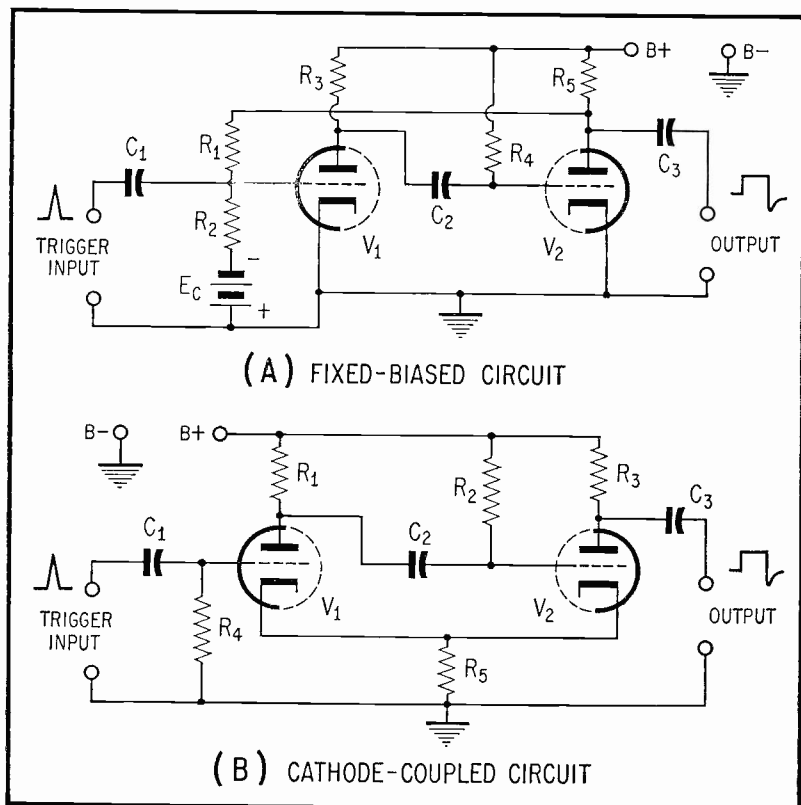 B+
B-
R3
R5
R1
C1
R4
C3
C2
R2
TRIGGER
INPUT
V1
V2
OUTPUT
-
EC
+
(A) FIXED-BIASED CIRCUIT
B-
B+
R1
R2
R3
C1
C2
C3
V1
V2
TRIGGER
INPUT
R4
OUTPUT
R5
(B) CATHODE-COUPLED CIRCUIT